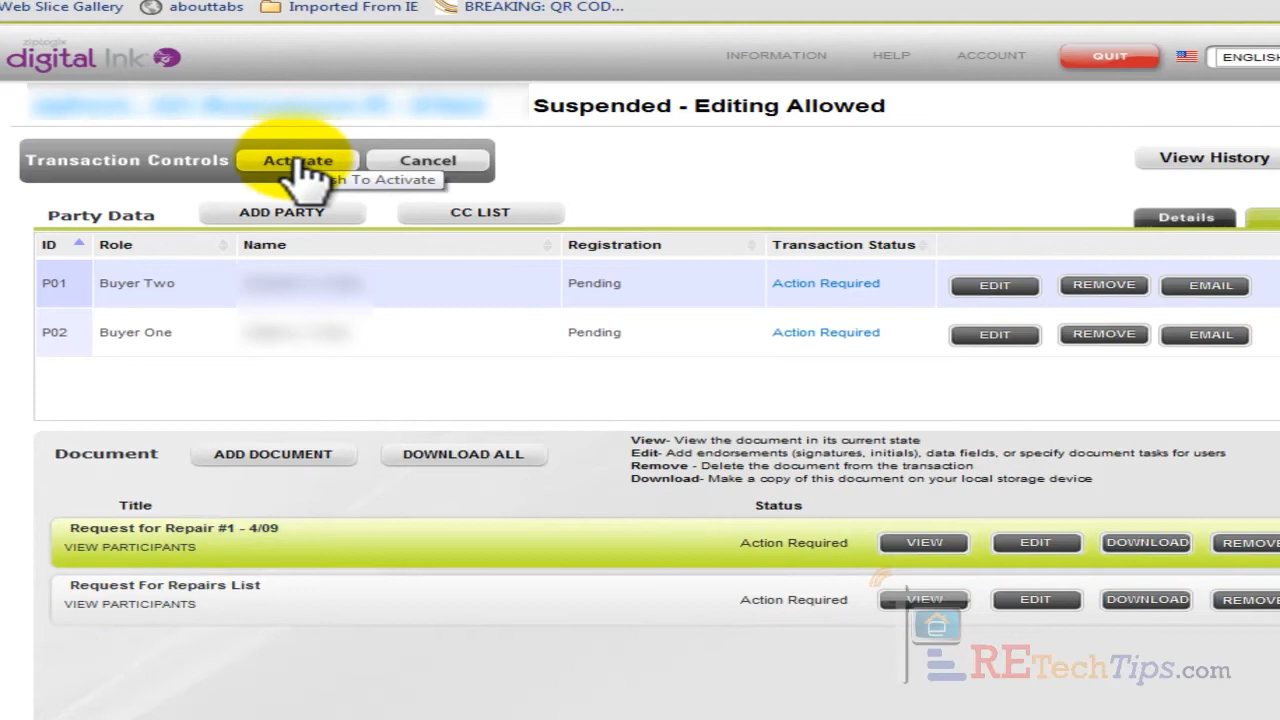 Web Slice Gallery abouttabs Imported From IE BREAKING: QR COD...
zipLogix
digital Ink INFORMATION HELP ACCOUNT QUIT ENGLISH
Suspended - Editing Allowed
Transaction Controls Activate Cancel View History
To Activate
Party Data ADD PARTY CC LIST Details
ID Role Name Registration Transaction Status
P01 Buyer Two Pending Action Required EDIT REMOVE EMAIL
P02 Buyer One Pending Action Required EDIT REMOVE EMAIL
Document ADD DOCUMENT DOWNLOAD ALL
View- View the document in its current state
Edit- Add endorsements (signatures, initials), data fields, or specify document tasks for users
Remove - Delete the document from the transaction
Download- Make a copy of this document on your local storage device
Title Status
Request for Repair #1 - 4/09
VIEW PARTICIPANTS Action Required VIEW EDIT DOWNLOAD REMOVE
Request For Repairs List
VIEW PARTICIPANTS Action Required VIEW EDIT DOWNLOAD REMOVE
RETechTips.com